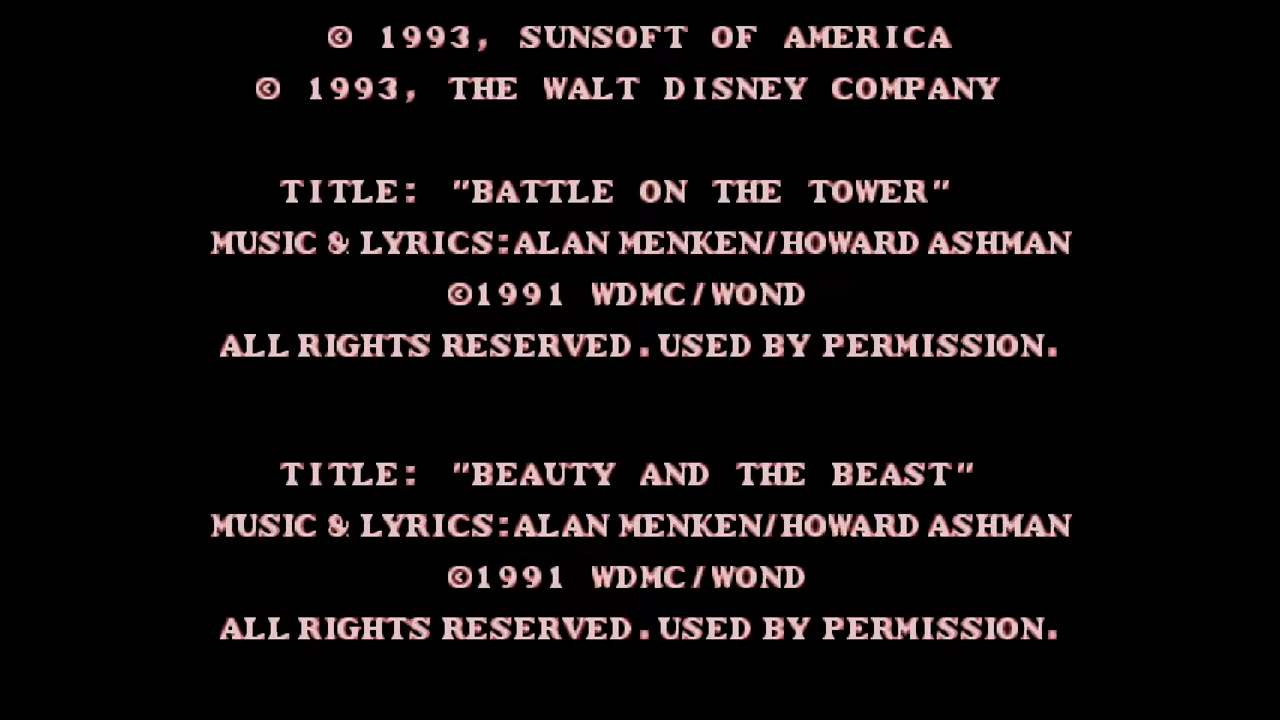 © 1993, SUNSOFT OF AMERICA
© 1993, THE WALT DISNEY COMPANY
TITLE: "BATTLE ON THE TOWER"
MUSIC & LYRICS:ALAN MENKEN/HOWARD ASHMAN
©1991 WDMC/WOND
ALL RIGHTS RESERVED.USED BY PERMISSION.
TITLE: "BEAUTY AND THE BEAST"
MUSIC & LYRICS:ALAN MENKEN/HOWARD ASHMAN
©1991 WDMC/WOND
ALL RIGHTS RESERVED.USED BY PERMISSION.